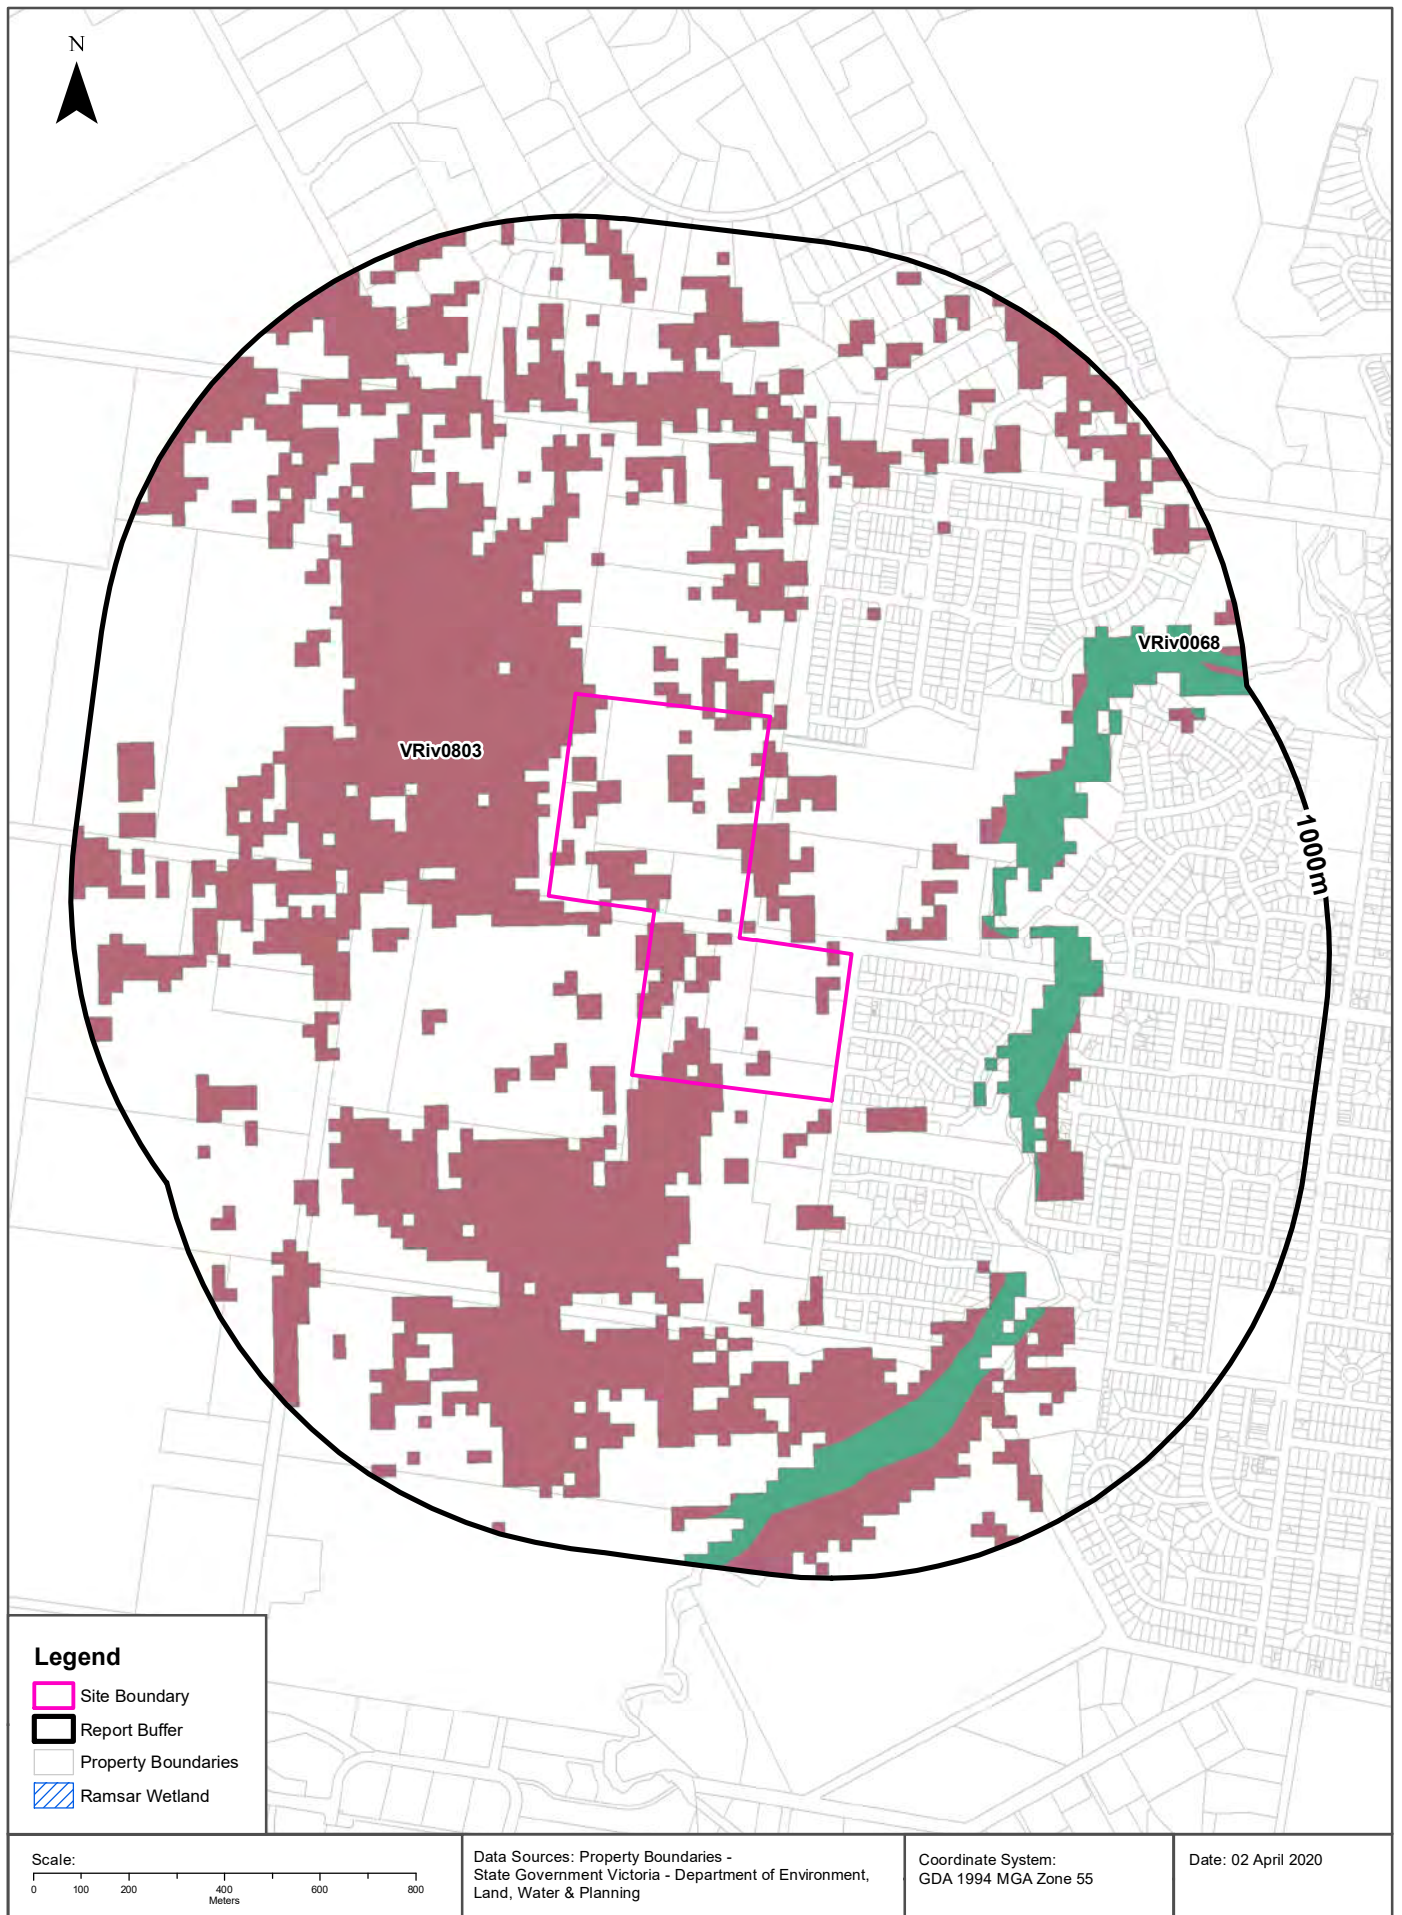 N
VRiv0068
VRiv0803
1000m
Legend
Site Boundary
Report Buffer
Property Boundaries
Ramsar Wetland
Scale:
0 100 200 400 600 800
Meters
Data Sources: Property Boundaries -
State Government Victoria - Department of Environment,
Land, Water & Planning
Coordinate System:
GDA 1994 MGA Zone 55
Date: 02 April 2020